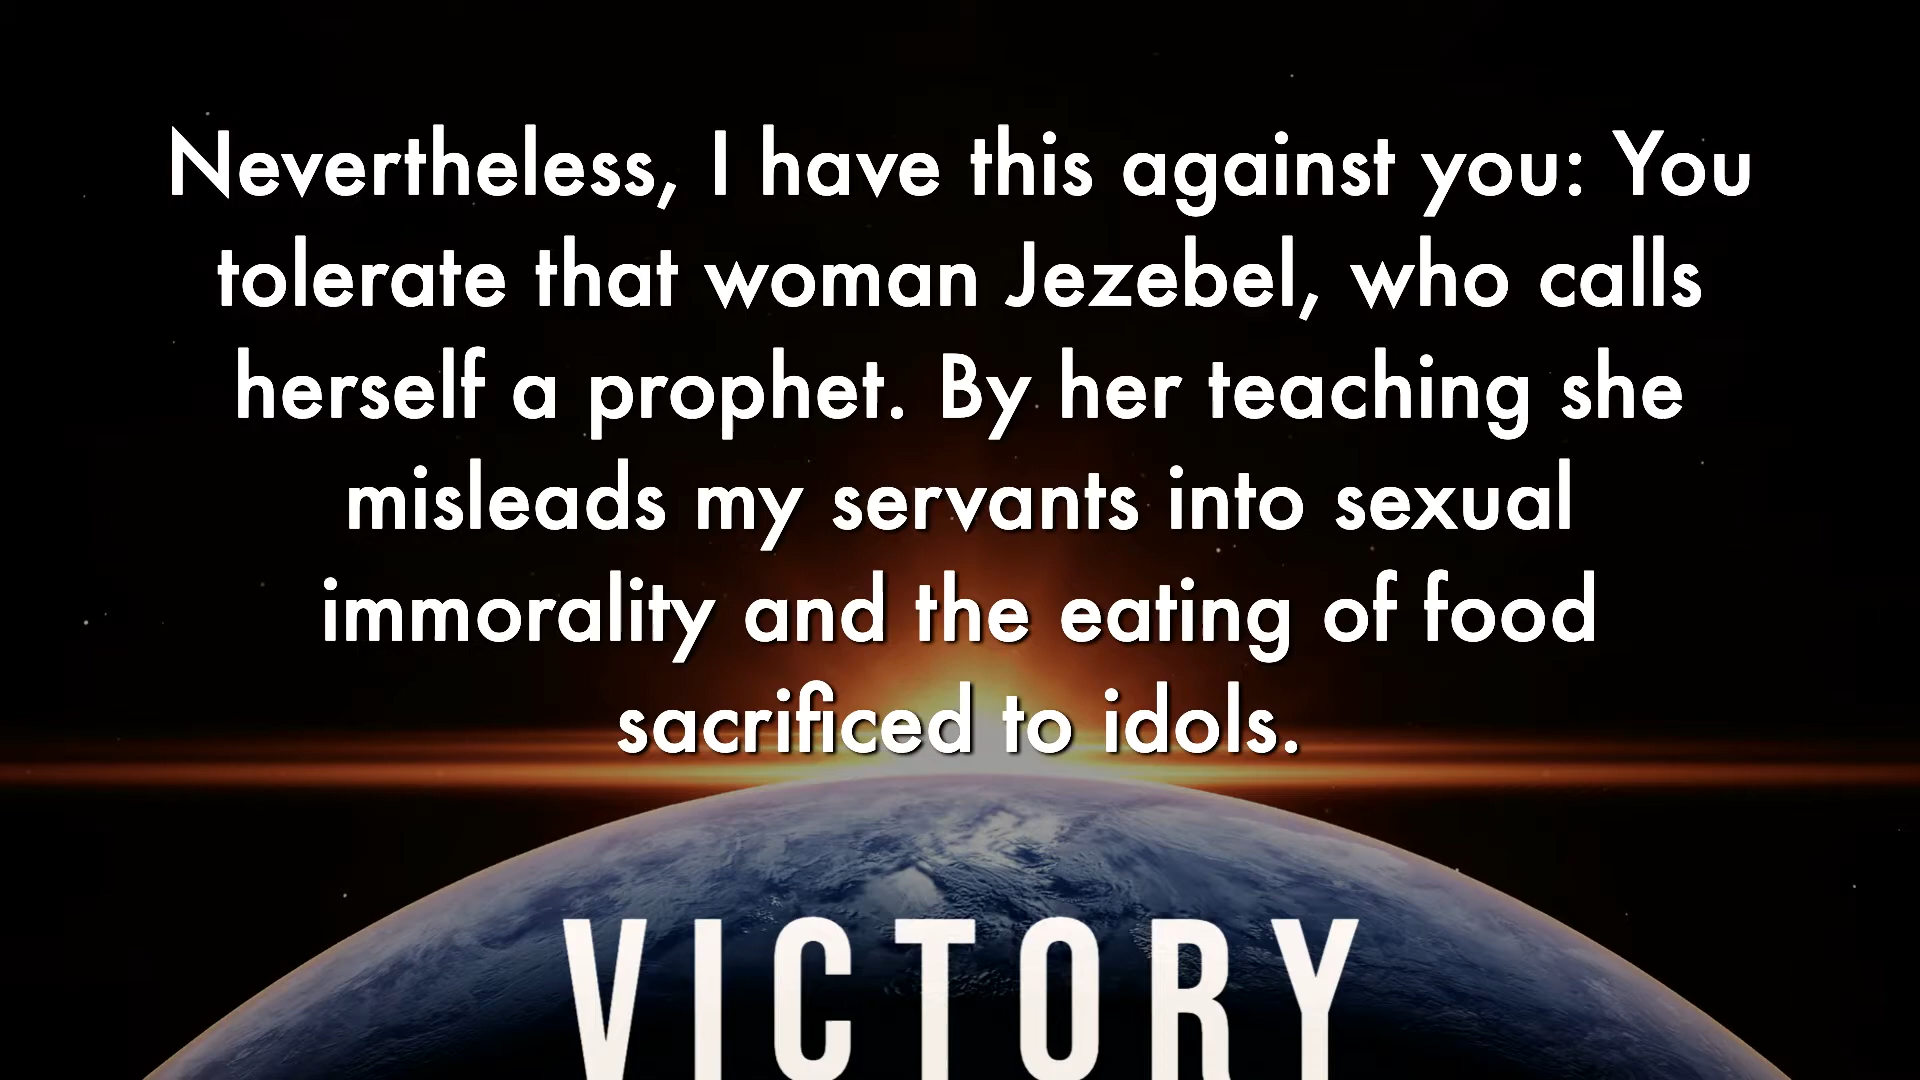 Nevertheless, I have this against you: You
tolerate that woman Jezebel, who calls
herself a prophet. By her teaching she
misleads my servants into sexual
immorality and the eating of food
sacrificed to idols.
VICTORY